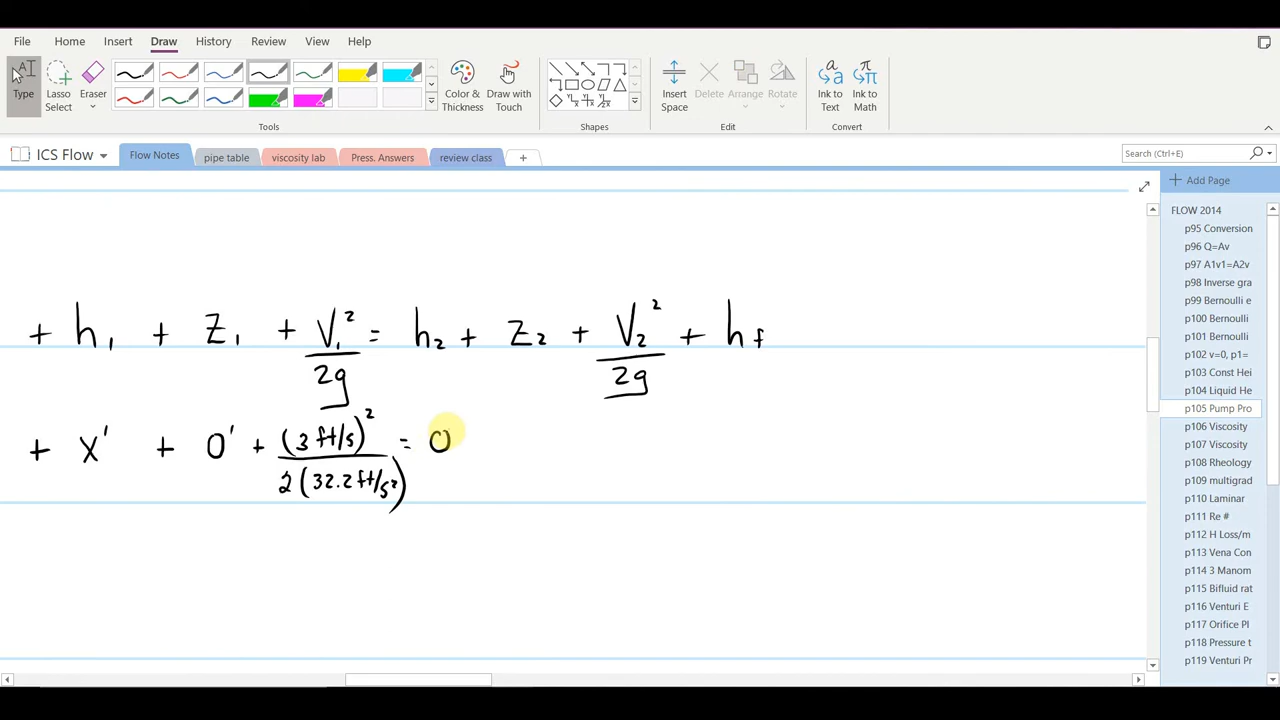 File Home Insert Draw History Review View Help
Type Lasso Select Eraser Color & Thickness Draw with Touch Insert Space Delete Arrange Rotate Ink to Text Ink to Math
Tools Shapes Edit Convert
ICS Flow Flow Notes pipe table viscosity lab Press. Answers review class + Search (Ctrl+E)
+ Add Page
FLOW 2014
p95 Conversion
p96 Q=Av
p97 A1v1=A2v
p98 Inverse gra
p99 Bernoulli e
p100 Bernoulli
p101 Bernoulli
p102 v=0, p1=
p103 Const Hei
p104 Liquid He
p105 Pump Pro
p106 Viscosity
p107 Viscosity
p108 Rheology
p109 multigrad
p110 Laminar
p111 Re #
p112 H Loss/m
p113 Vena Con
p114 3 Manom
p115 Bifluid rat
p116 Venturi E
p117 Orifice Pl
p118 Pressure t
p119 Venturi Pr
+ h₁ + Z₁ + V₁²/2g = h₂ + Z₂ + V₂²/2g + hf
+ X' + 0' + (3 ft/s)²/2(32.2 ft/s²) = 0